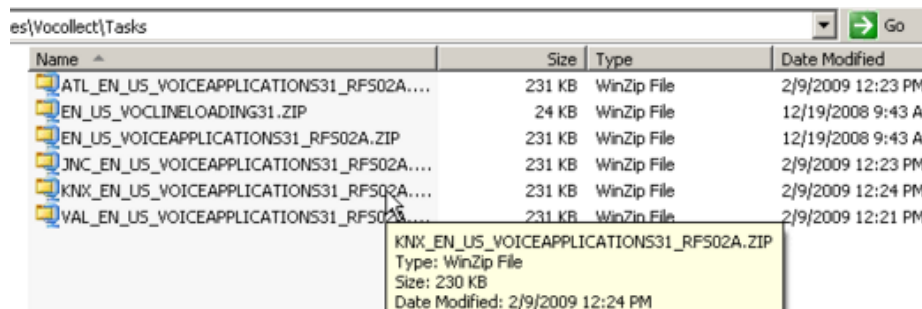 es\Vocollect\Tasks Go
Name Size Type Date Modified
ATL_EN_US_VOICEAPPLICATIONS31_RFS02A.... 231 KB WinZip File 2/9/2009 12:23 PM
EN_US_VOCLINELOADING31.ZIP 24 KB WinZip File 12/19/2008 9:43 A
EN_US_VOICEAPPLICATIONS31_RFS02A.ZIP 231 KB WinZip File 12/19/2008 9:43 A
JNC_EN_US_VOICEAPPLICATIONS31_RFS02A.... 231 KB WinZip File 2/9/2009 12:23 PM
KNX_EN_US_VOICEAPPLICATIONS31_RFS02A.... 231 KB WinZip File 2/9/2009 12:24 PM
VAL_EN_US_VOICEAPPLICATIONS31_RFS02A.... 231 KB WinZip File 2/9/2009 12:21 PM
KNX_EN_US_VOICEAPPLICATIONS31_RFS02A.ZIP
Type: WinZip File
Size: 230 KB
Date Modified: 2/9/2009 12:24 PM